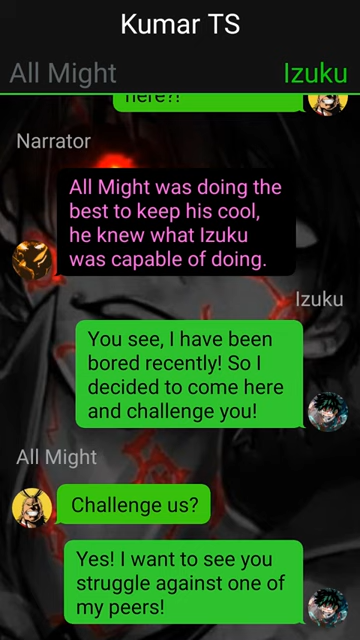 Kumar TS
All Might
Izuku
here?!
Narrator
All Might was doing the
best to keep his cool,
he knew what Izuku
was capable of doing.
Izuku
You see, I have been
bored recently! So I
decided to come here
and challenge you!
All Might
Challenge us?
Yes! I want to see you
struggle against one of
my peers!